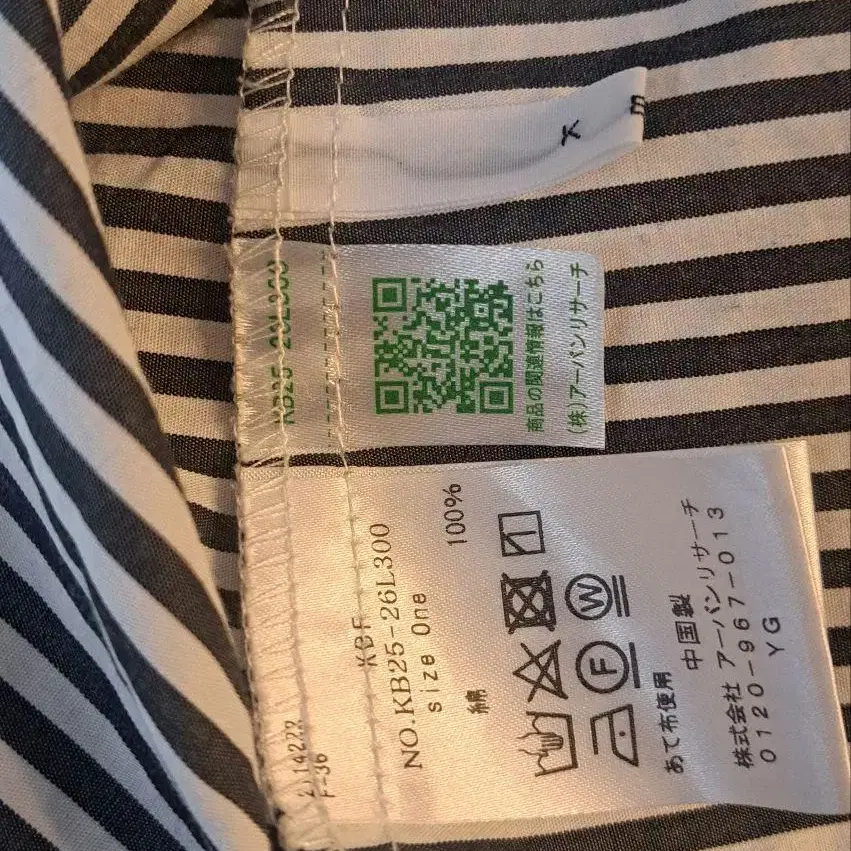 KBF
NO.KB25-26L300
size One
綿 100%
F W
あて布使用
中国製
株式会社 アーバンリサーチ
0120-967-013
YG
KB25-26L300
商品の関連情報はこちら
(株)アーバンリサーチ